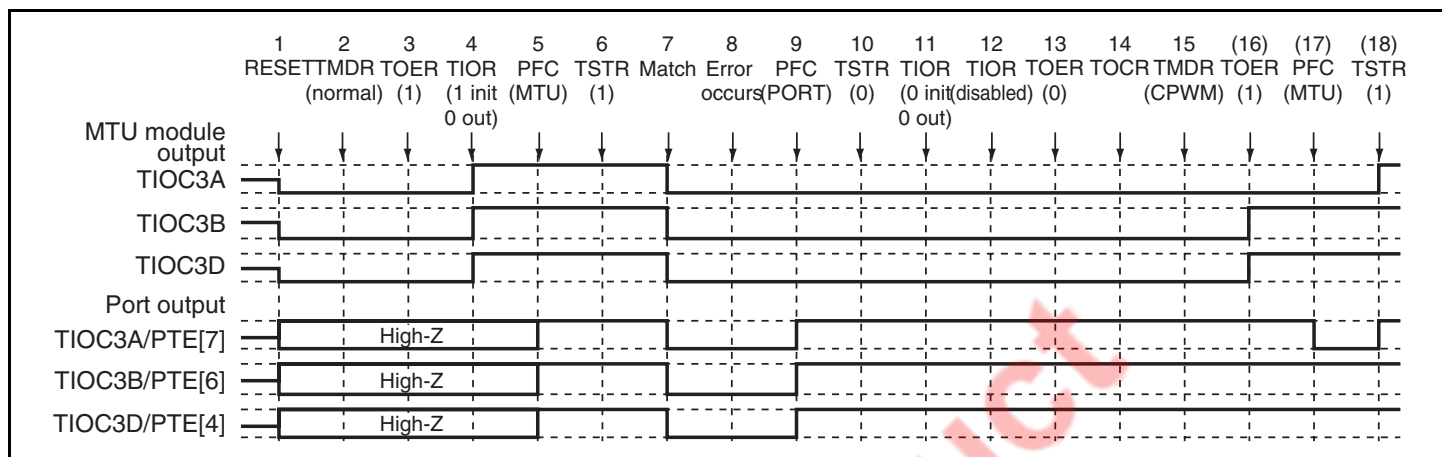 1 2 3 4 5 6 7 8 9 10 11 12 13 14 15 (16) (17) (18)
RESET TMDR TOER TIOR PFC TSTR Match Error PFC TSTR TIOR TIOR TOER TOCR TMDR TOER PFC TSTR
(normal) (1) (1 init (MTU) (1) occurs (PORT) (0) (0 init (disabled) (0) (CPWM) (1) (MTU) (1)
0 out) 0 out)
MTU module
output
TIOC3A
TIOC3B
TIOC3D
Port output
TIOC3A/PTE[7] High-Z
TIOC3B/PTE[6] High-Z
TIOC3D/PTE[4] High-Z
uct